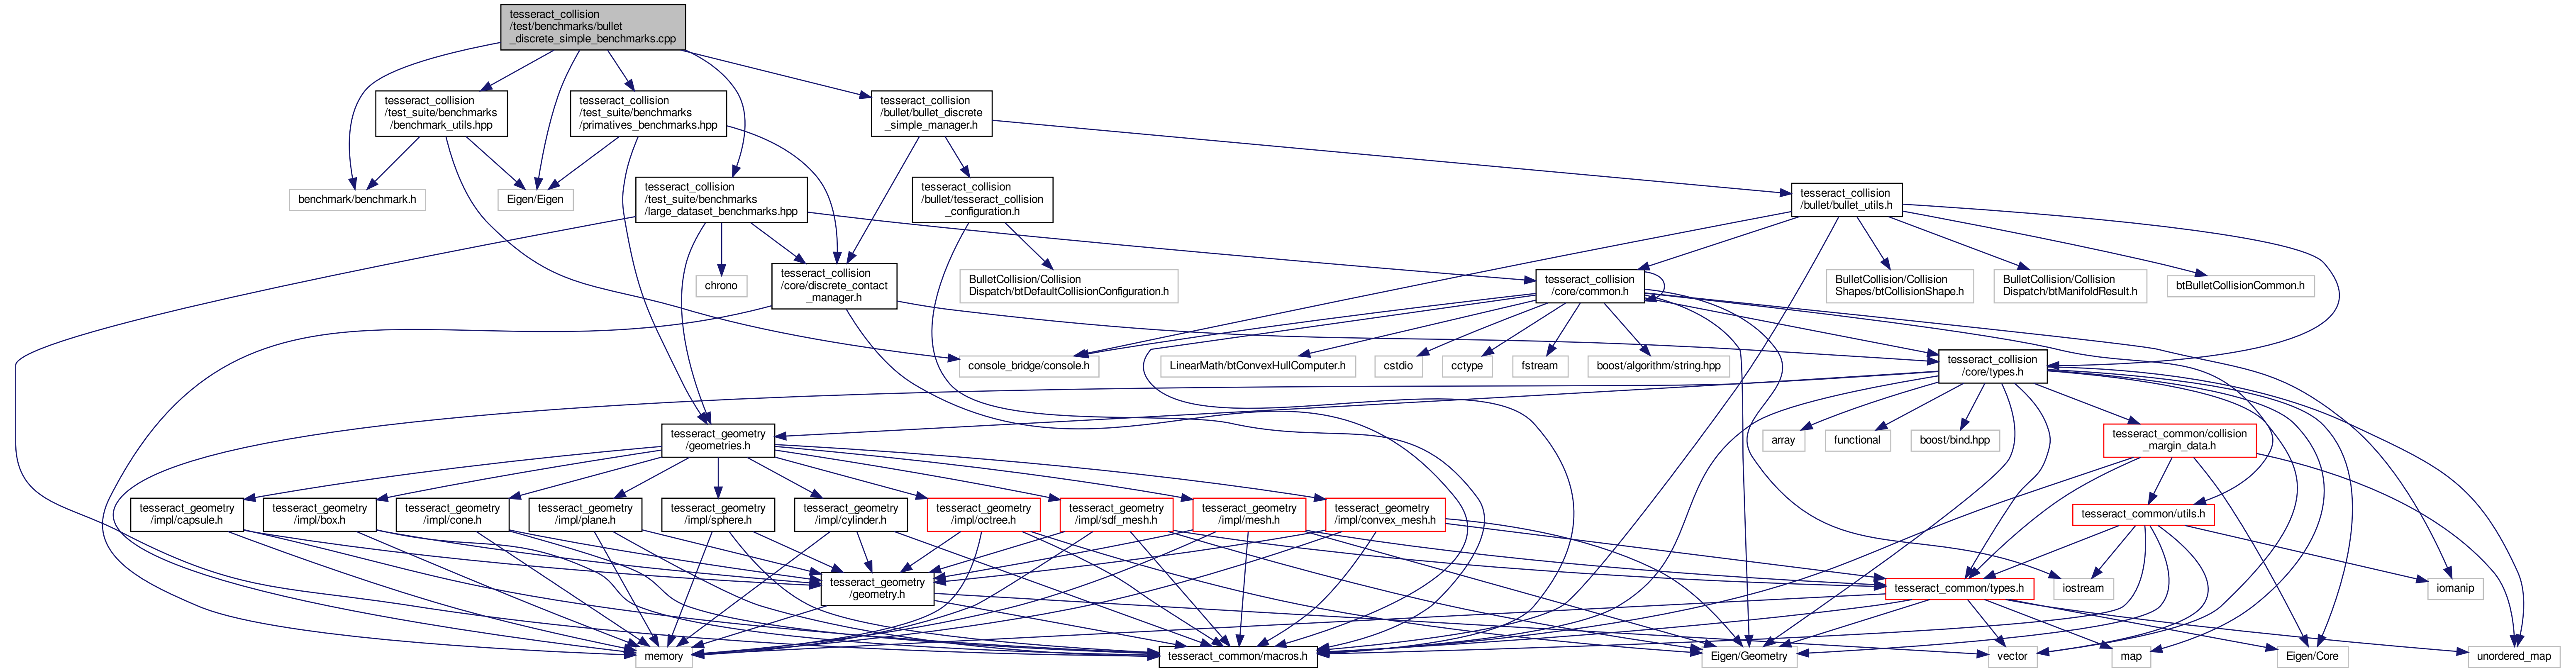 tesseract_collision
/test/benchmarks/bullet
_discrete_simple_benchmarks.cpp
tesseract_collision
/test_suite/benchmarks
/benchmark_utils.hpp
tesseract_collision
/test_suite/benchmarks
/primatives_benchmarks.hpp
tesseract_collision
/bullet/bullet_discrete
_simple_manager.h
benchmark/benchmark.h
Eigen/Eigen
tesseract_collision
/test_suite/benchmarks
/large_dataset_benchmarks.hpp
tesseract_collision
/bullet/tesseract_collision
_configuration.h
tesseract_collision
/bullet/bullet_utils.h
chrono
tesseract_collision
/core/discrete_contact
_manager.h
BulletCollision/Collision
Dispatch/btDefaultCollisionConfiguration.h
tesseract_collision
/core/common.h
BulletCollision/Collision
Shapes/btCollisionShape.h
BulletCollision/Collision
Dispatch/btManifoldResult.h
btBulletCollisionCommon.h
console_bridge/console.h
LinearMath/btConvexHullComputer.h
cstdio
cctype
fstream
boost/algorithm/string.hpp
tesseract_collision
/core/types.h
tesseract_geometry
/geometries.h
array
functional
boost/bind.hpp
tesseract_common/collision
_margin_data.h
tesseract_geometry
/impl/capsule.h
tesseract_geometry
/impl/box.h
tesseract_geometry
/impl/cone.h
tesseract_geometry
/impl/plane.h
tesseract_geometry
/impl/sphere.h
tesseract_geometry
/impl/cylinder.h
tesseract_geometry
/impl/octree.h
tesseract_geometry
/impl/sdf_mesh.h
tesseract_geometry
/impl/mesh.h
tesseract_geometry
/impl/convex_mesh.h
tesseract_common/utils.h
tesseract_geometry
/geometry.h
tesseract_common/types.h
iostream
iomanip
memory
tesseract_common/macros.h
Eigen/Geometry
vector
map
Eigen/Core
unordered_map